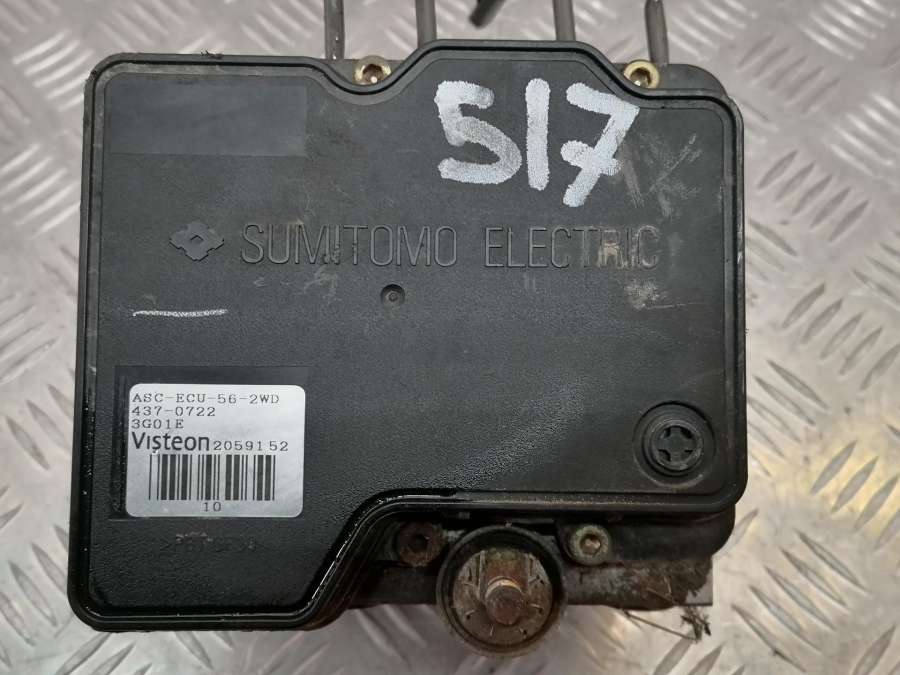 517
SUMITOMO ELECTRIC
ASC-ECU-56-2WD
437-0722
3G01E
Visteon 2059152
10